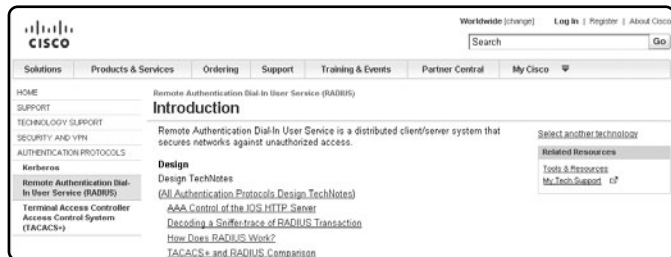 Worldwide [change] Log In | Register | About Cisco
CISCO
Search Go
Solutions Products & Services Ordering Support Training & Events Partner Central My Cisco
HOME
SUPPORT
TECHNOLOGY SUPPORT
SECURITY AND VPN
AUTHENTICATION PROTOCOLS
Kerberos
Remote Authentication Dial-
In User Service (RADIUS)
Terminal Access Controller
Access Control System
(TACACS+)
Remote Authentication Dial-In User Service (RADIUS)
Introduction
Remote Authentication Dial-In User Service is a distributed client/server system that
secures networks against unauthorized access.
Design
Design TechNotes
(All Authentication Protocols Design TechNotes)
AAA Control of the IOS HTTP Server
Decoding a Sniffer-trace of RADIUS Transaction
How Does RADIUS Work?
TACACS+ and RADIUS Comparison
Select another technology
Related Resources
Tools & Resources
My Tech Support